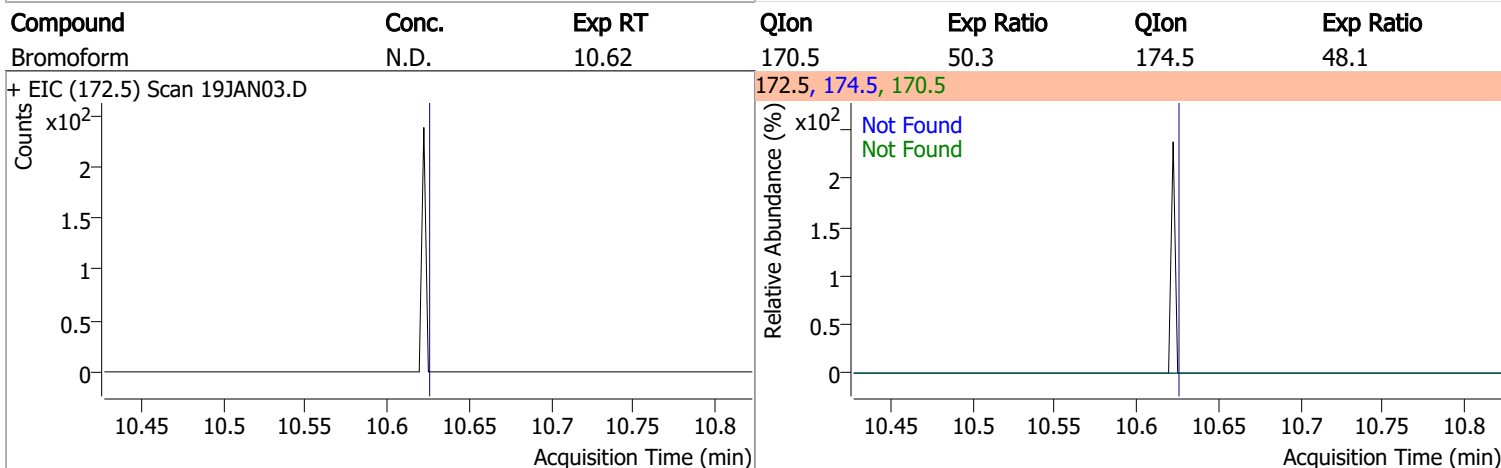 Compound Conc. Exp RT QIon Exp Ratio QIon Exp Ratio
Bromoform N.D. 10.62 170.5 50.3 174.5 48.1
+ EIC (172.5) Scan 19JAN03.D
Counts
x10²
2
1.5
1
0.5
0
10.45 10.5 10.55 10.6 10.65 10.7 10.75 10.8
Acquisition Time (min)
172.5, 174.5, 170.5
Relative Abundance (%)
x10²
Not Found
Not Found
2
1.5
1
0.5
0
10.45 10.5 10.55 10.6 10.65 10.7 10.75 10.8
Acquisition Time (min)